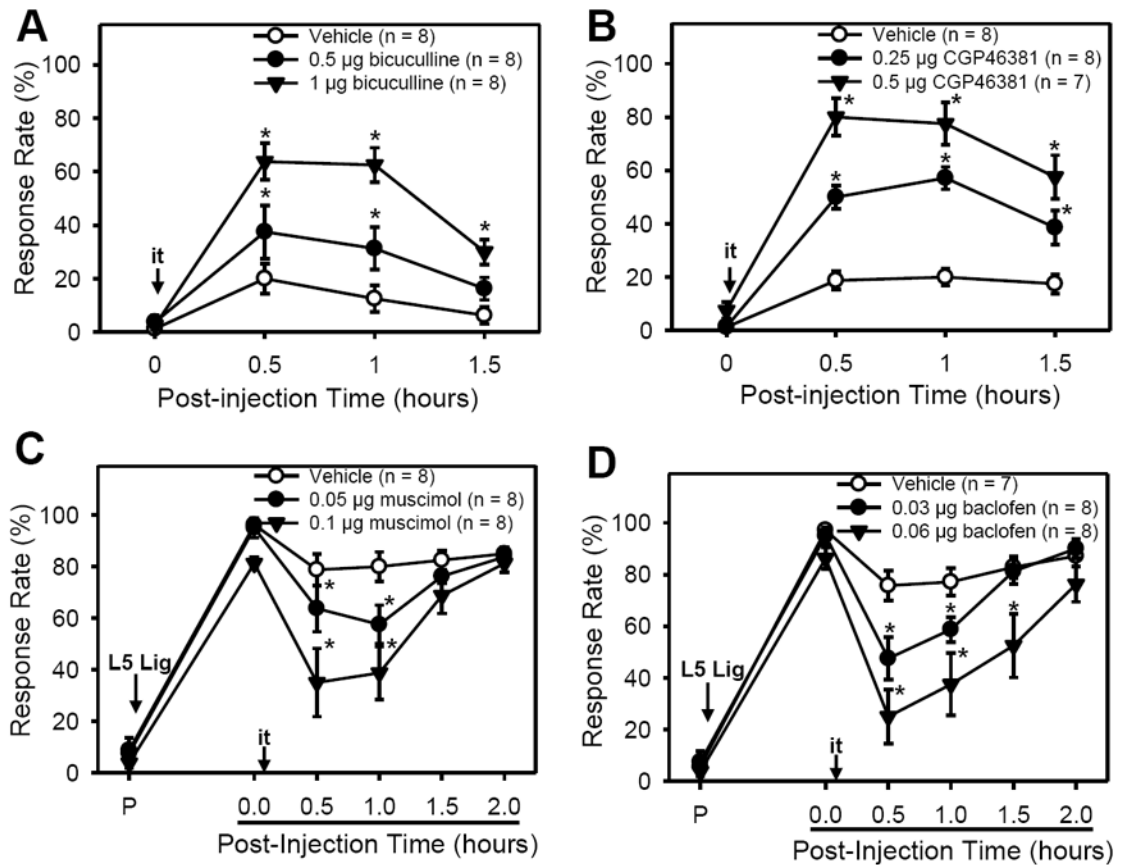 A
Vehicle (n = 8)
0.5 µg bicuculline (n = 8)
1 µg bicuculline (n = 8)
Response Rate (%)
100
80
60
40
20
0
it
* * *
* *
0 0.5 1 1.5
Post-injection Time (hours)
B
Vehicle (n = 8)
0.25 µg CGP46381 (n = 8)
0.5 µg CGP46381 (n = 7)
Response Rate (%)
100
80
60
40
20
0
it
* * *
* * *
0 0.5 1 1.5
Post-injection Time (hours)
C
Vehicle (n = 8)
0.05 µg muscimol (n = 8)
0.1 µg muscimol (n = 8)
Response Rate (%)
100
80
60
40
20
0
L5 Lig
it
* *
* *
P 0.0 0.5 1.0 1.5 2.0
Post-Injection Time (hours)
D
Vehicle (n = 7)
0.03 µg baclofen (n = 8)
0.06 µg baclofen (n = 8)
Response Rate (%)
100
80
60
40
20
0
L5 Lig
it
* * *
* *
P 0.0 0.5 1.0 1.5 2.0
Post-Injection Time (hours)